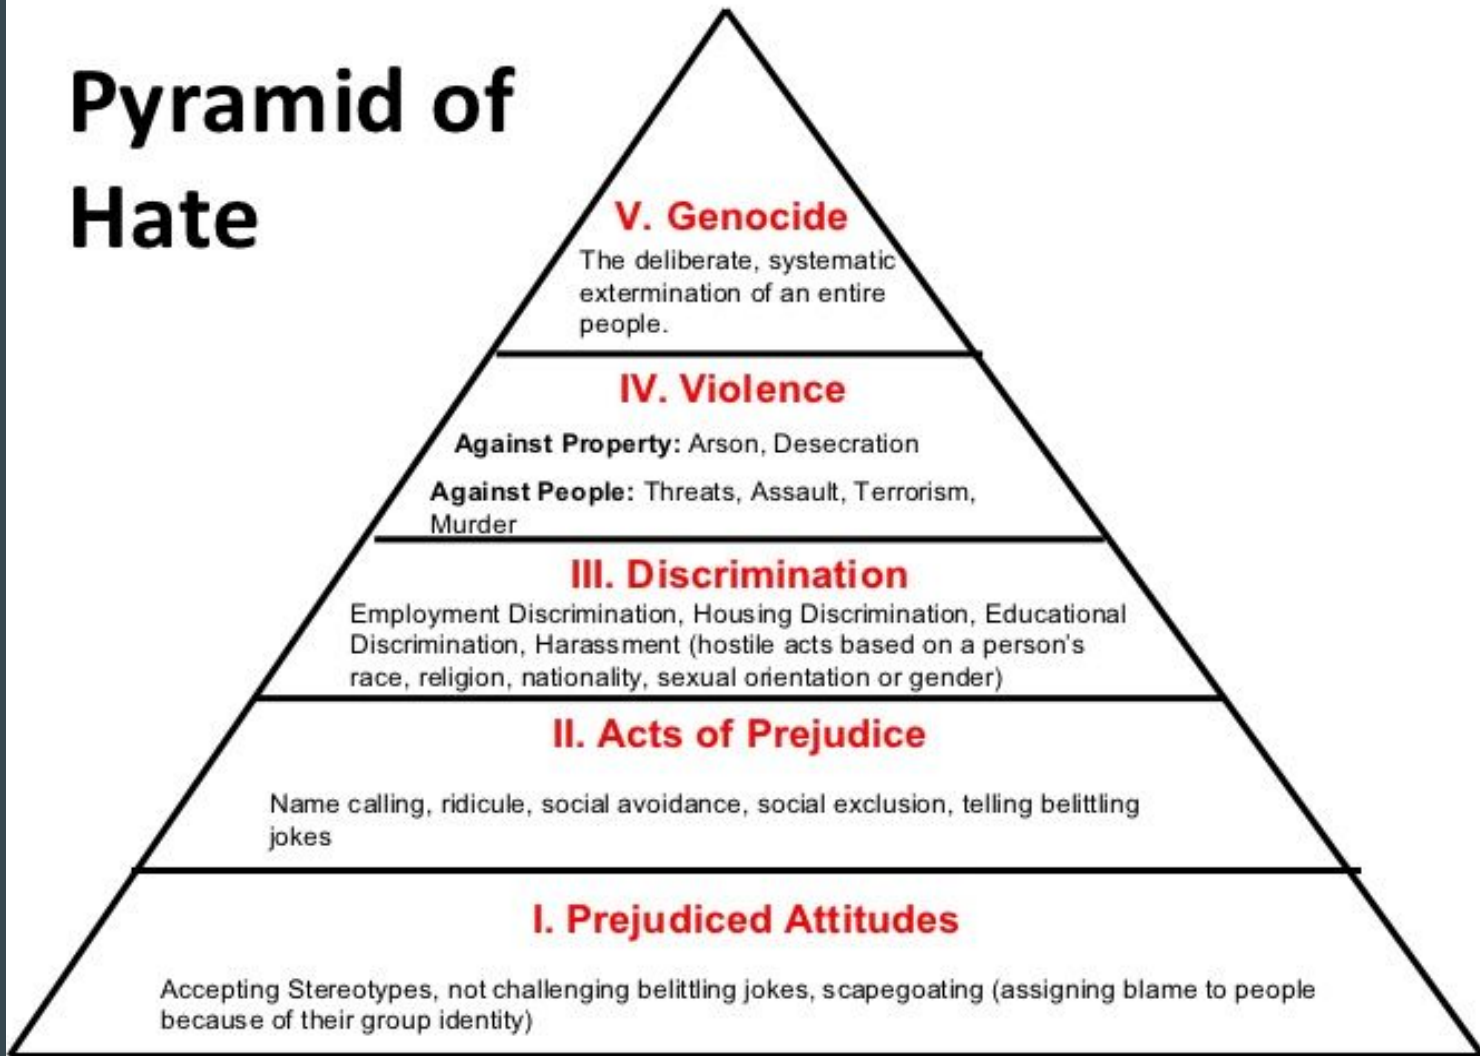 Pyramid of
Hate
V. Genocide
The deliberate, systematic
extermination of an entire
people.
IV. Violence
Against Property: Arson, Desecration
Against People: Threats, Assault, Terrorism,
Murder
III. Discrimination
Employment Discrimination, Housing Discrimination, Educational
Discrimination, Harassment (hostile acts based on a person's
race, religion, nationality, sexual orientation or gender)
II. Acts of Prejudice
Name calling, ridicule, social avoidance, social exclusion, telling belittling
jokes
I. Prejudiced Attitudes
Accepting Stereotypes, not challenging belittling jokes, scapegoating (assigning blame to people
because of their group identity)